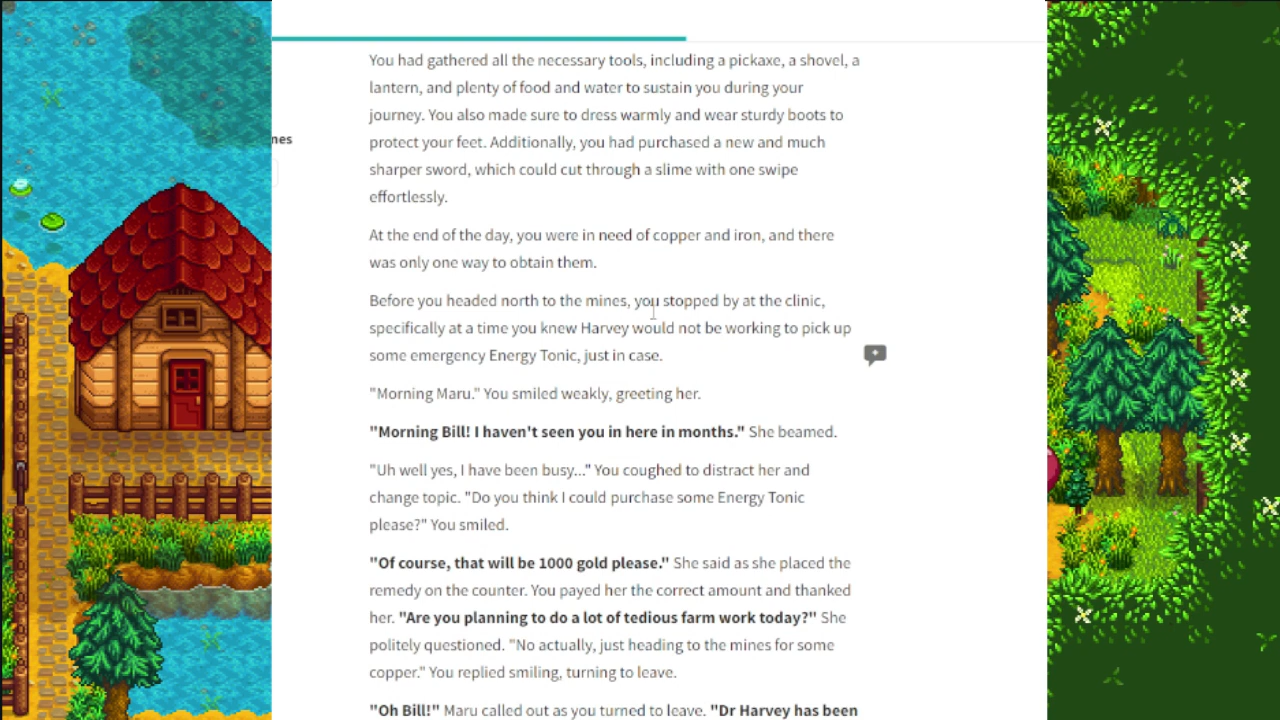 You had gathered all the necessary tools, including a pickaxe, a shovel, a
lantern, and plenty of food and water to sustain you during your
journey. You also made sure to dress warmly and wear sturdy boots to
protect your feet. Additionally, you had purchased a new and much
sharper sword, which could cut through a slime with one swipe
effortlessly.
At the end of the day, you were in need of copper and iron, and there
was only one way to obtain them.
Before you headed north to the mines, you stopped by at the clinic,
specifically at a time you knew Harvey would not be working to pick up
some emergency Energy Tonic, just in case.
"Morning Maru." You smiled weakly, greeting her.
"Morning Bill! I haven't seen you in here in months." She beamed.
"Uh well yes, I have been busy..." You coughed to distract her and
change topic. "Do you think I could purchase some Energy Tonic
please?" You smiled.
"Of course, that will be 1000 gold please." She said as she placed the
remedy on the counter. You payed her the correct amount and thanked
her. "Are you planning to do a lot of tedious farm work today?" She
politely questioned. "No actually, just heading to the mines for some
copper." You replied smiling, turning to leave.
"Oh Bill!" Maru called out as you turned to leave. "Dr Harvey has been
nes